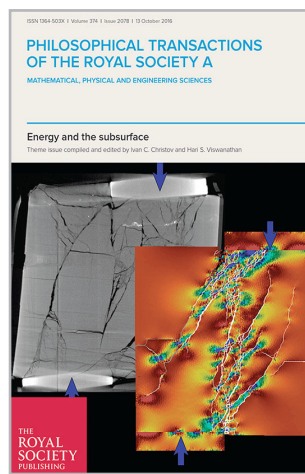 ISSN 1364-503X | Volume 374 | Issue 2078 | 13 October 2016
PHILOSOPHICAL TRANSACTIONS
OF THE ROYAL SOCIETY A
MATHEMATICAL, PHYSICAL AND ENGINEERING SCIENCES
Energy and the subsurface
Theme issue compiled and edited by Ivan C. Christov and Hari S. Viswanathan
THE
ROYAL
SOCIETY
PUBLISHING